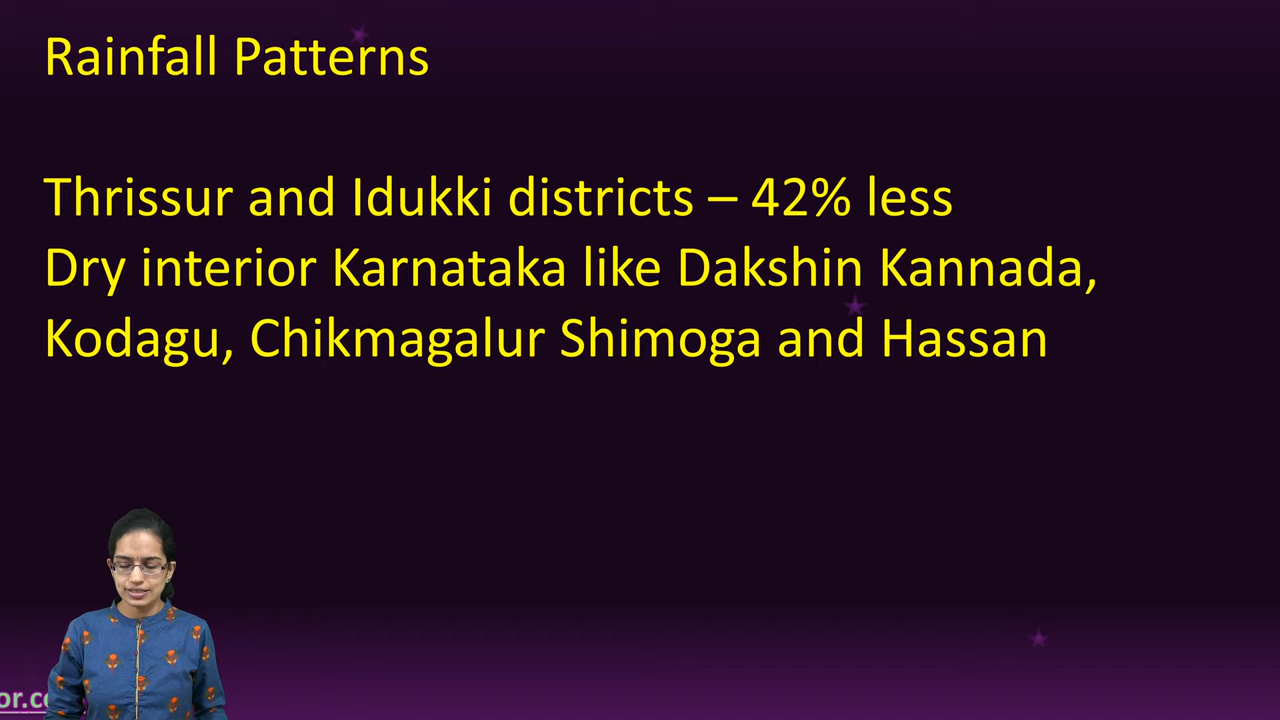 Rainfall Patterns
Thrissur and Idukki districts – 42% less
Dry interior Karnataka like Dakshin Kannada,
Kodagu, Chikmagalur Shimoga and Hassan